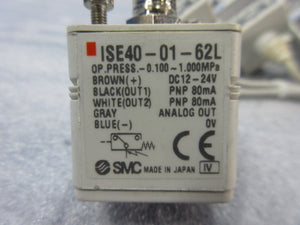 ISE40-01-62L
OP.PRESS.-0.100~1.000MPa
BROWN(+) DC12-24V
BLACK(OUT1) PNP 80mA
WHITE(OUT2) PNP 80mA
GRAY ANALOG OUT
BLUE(-) 0V
CE
SMC MADE IN JAPAN IV